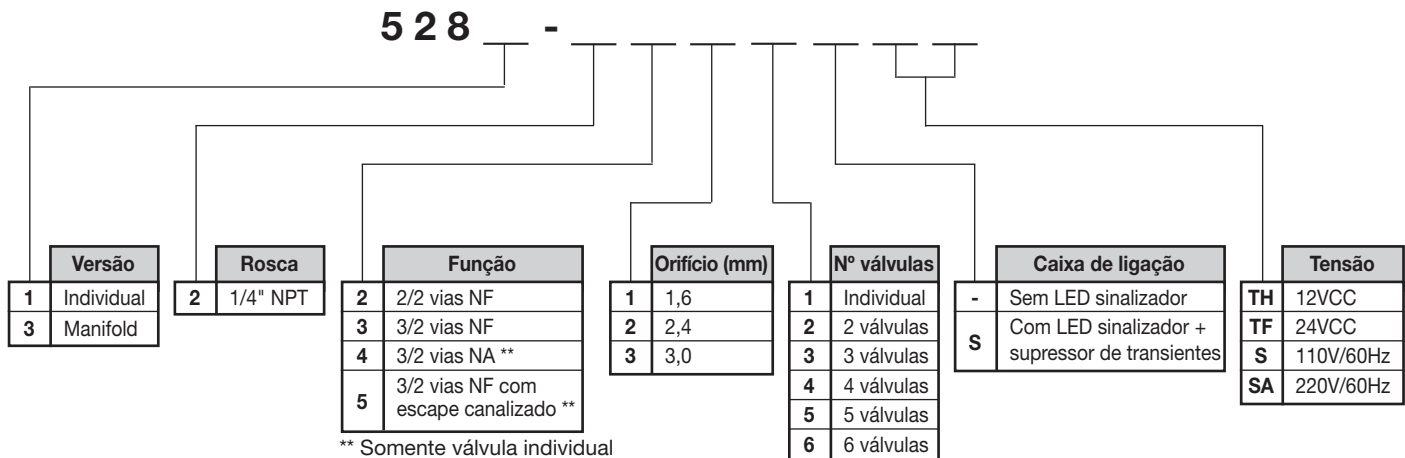 528 __ - __ __ __ __ __ __ __
Versão
1 Individual
3 Manifold
Rosca
2 1/4" NPT
Função
2 2/2 vias NF
3 3/2 vias NF
4 3/2 vias NA **
5 3/2 vias NF com
escape canalizado **
** Somente válvula individual
Orifício (mm)
1 1,6
2 2,4
3 3,0
Nº válvulas
1 Individual
2 2 válvulas
3 3 válvulas
4 4 válvulas
5 5 válvulas
6 6 válvulas
Caixa de ligação
- Sem LED sinalizador
S Com LED sinalizador +
supressor de transientes
Tensão
TH 12VCC
TF 24VCC
S 110V/60Hz
SA 220V/60Hz